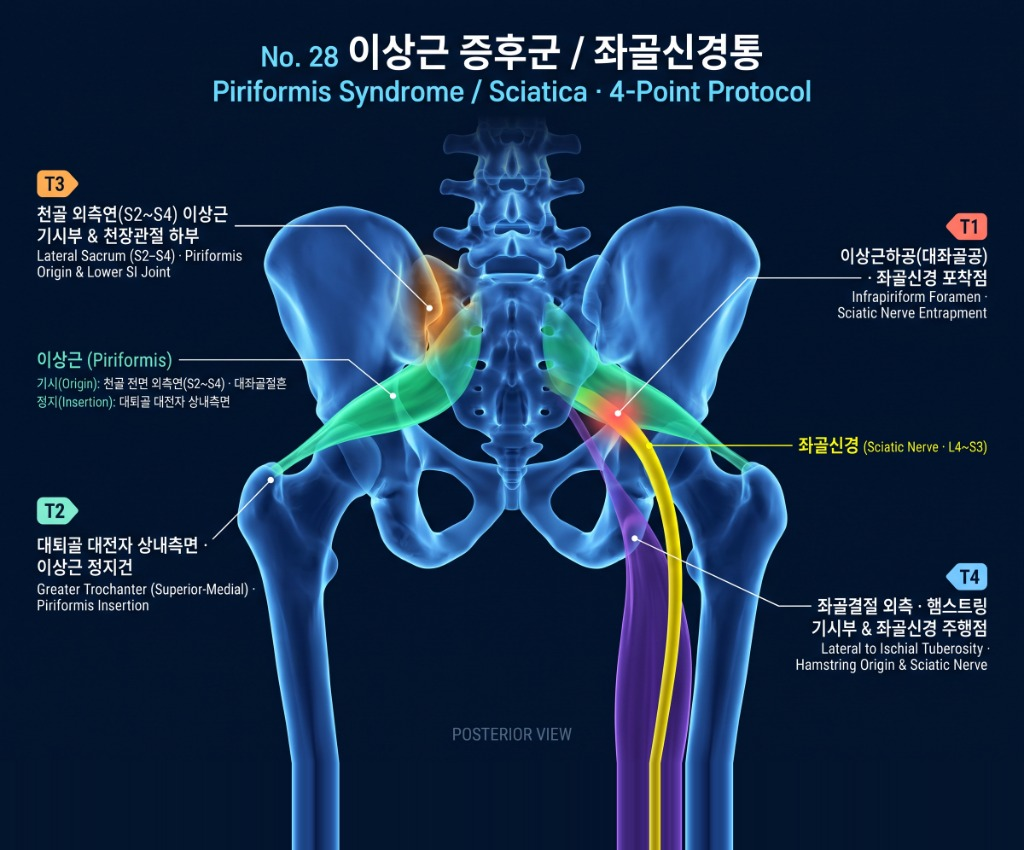 No. 28 이상근 증후군 / 좌골신경통
Piriformis Syndrome / Sciatica · 4-Point Protocol
T3
천골 외측연(S2~S4) 이상근
기시부 & 천장관절 하부
Lateral Sacrum (S2–S4) · Piriformis
Origin & Lower SI Joint
T1
이상근하공(대좌골공)
· 좌골신경 포착점
Infrapiriform Foramen ·
Sciatic Nerve Entrapment
이상근 (Piriformis)
기시(Origin): 천골 전면 외측연(S2~S4) · 대좌골절흔
정지(Insertion): 대퇴골 대전자 상내측면
좌골신경 (Sciatic Nerve · L4~S3)
T2
대퇴골 대전자 상내측면 ·
이상근 정지건
Greater Trochanter (Superior-Medial) ·
Piriformis Insertion
T4
좌골결절 외측 · 햄스트링
기시부 & 좌골신경 주행점
Lateral to Ischial Tuberosity ·
Hamstring Origin & Sciatic Nerve
POSTERIOR VIEW